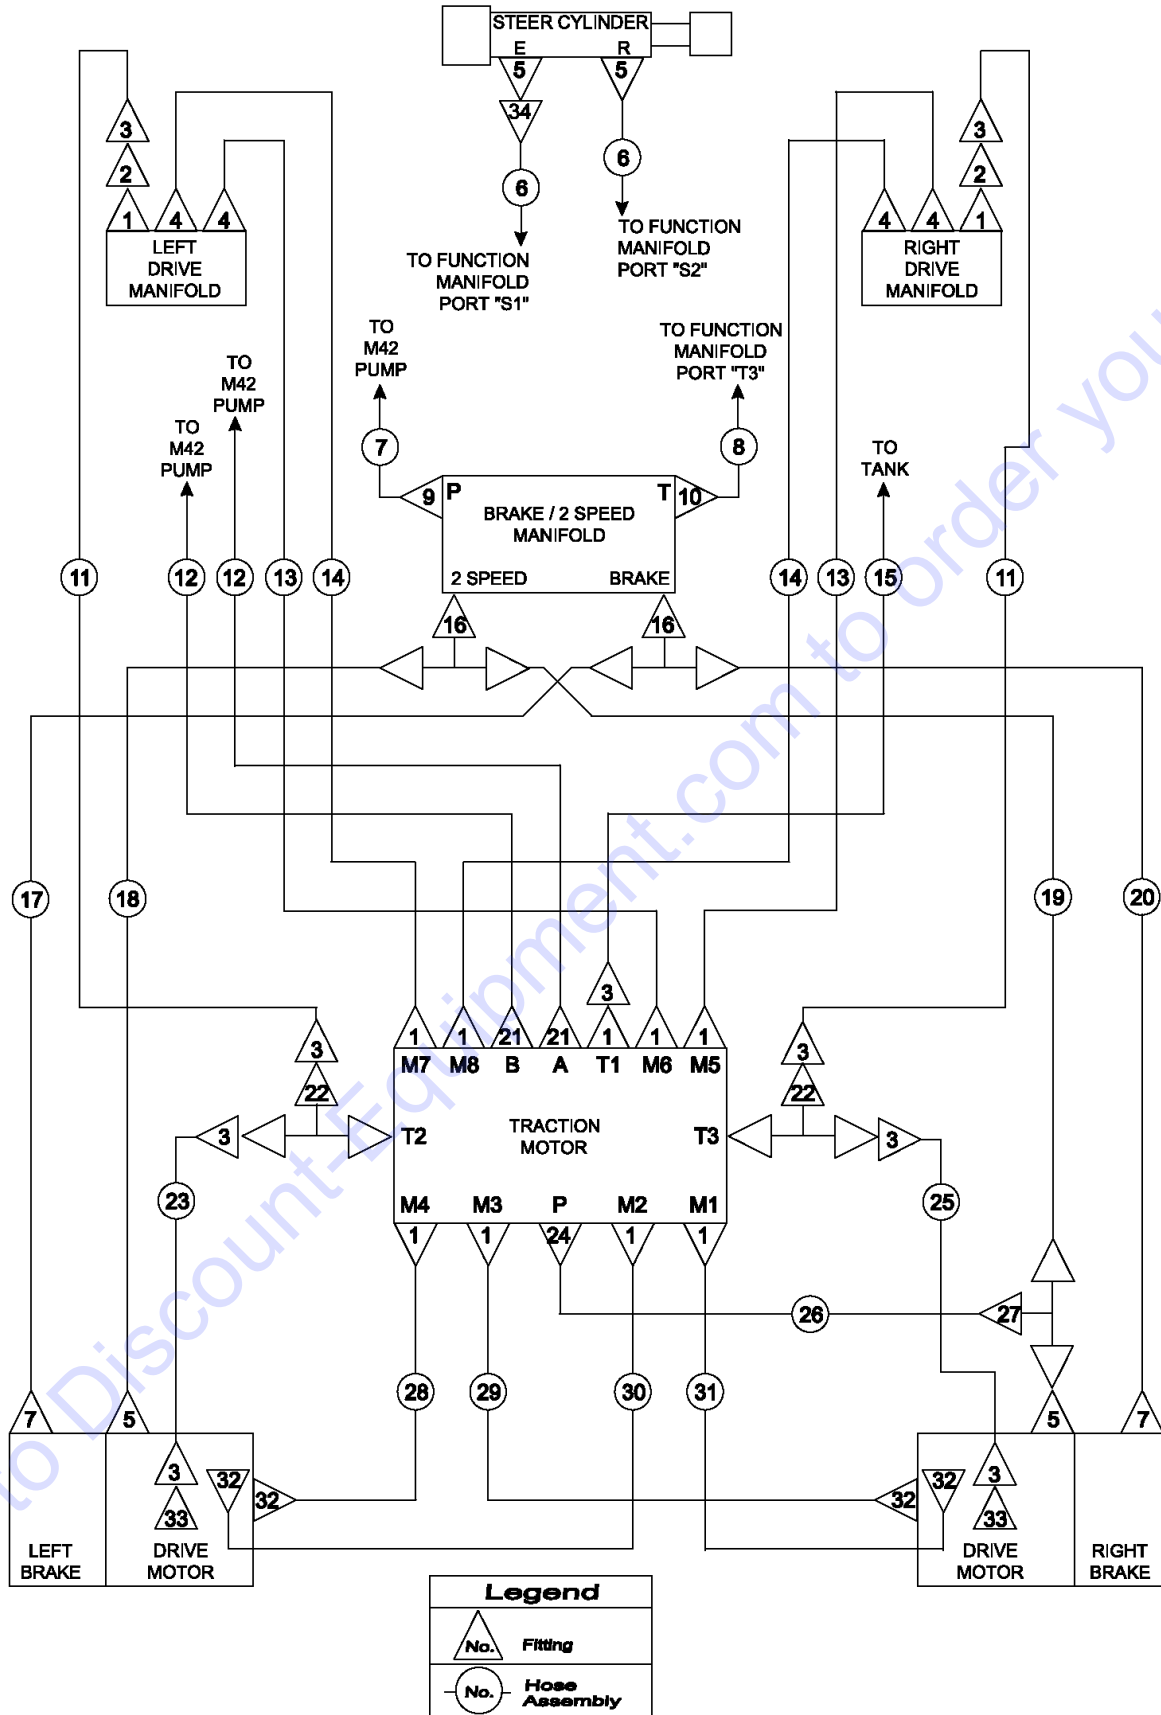 STEER CYLINDER
E R
5 5
34
6 6
TO FUNCTION
MANIFOLD
PORT "S1"
TO FUNCTION
MANIFOLD
PORT "S2"
3
2
1 4 4
LEFT
DRIVE
MANIFOLD
3
2
4 4 1
RIGHT
DRIVE
MANIFOLD
TO
M42
PUMP
TO
M42
PUMP
TO
M42
PUMP
TO FUNCTION
MANIFOLD
PORT "T3"
TO
TANK
7 8
9 P T 10
BRAKE / 2 SPEED
MANIFOLD
2 SPEED BRAKE
11 12 12 13 14 14 13 15 11
16 16
17 18 19 20
3
1 1 21 21 1 1 1
M7 M8 B A T1 M6 M5
3 3
22 22
3 T2 TRACTION
MOTOR T3 3
23 25
M4 M3 P M2 M1
1 1 24 1 1
26 27
28 29 30 31
7 5 5 7
3 32 32 32 32 3
33 33
LEFT
BRAKE
DRIVE
MOTOR
DRIVE
MOTOR
RIGHT
BRAKE
Legend
No. Fitting
No. Hose
Assembly
to Discount-Equipment.com to order you